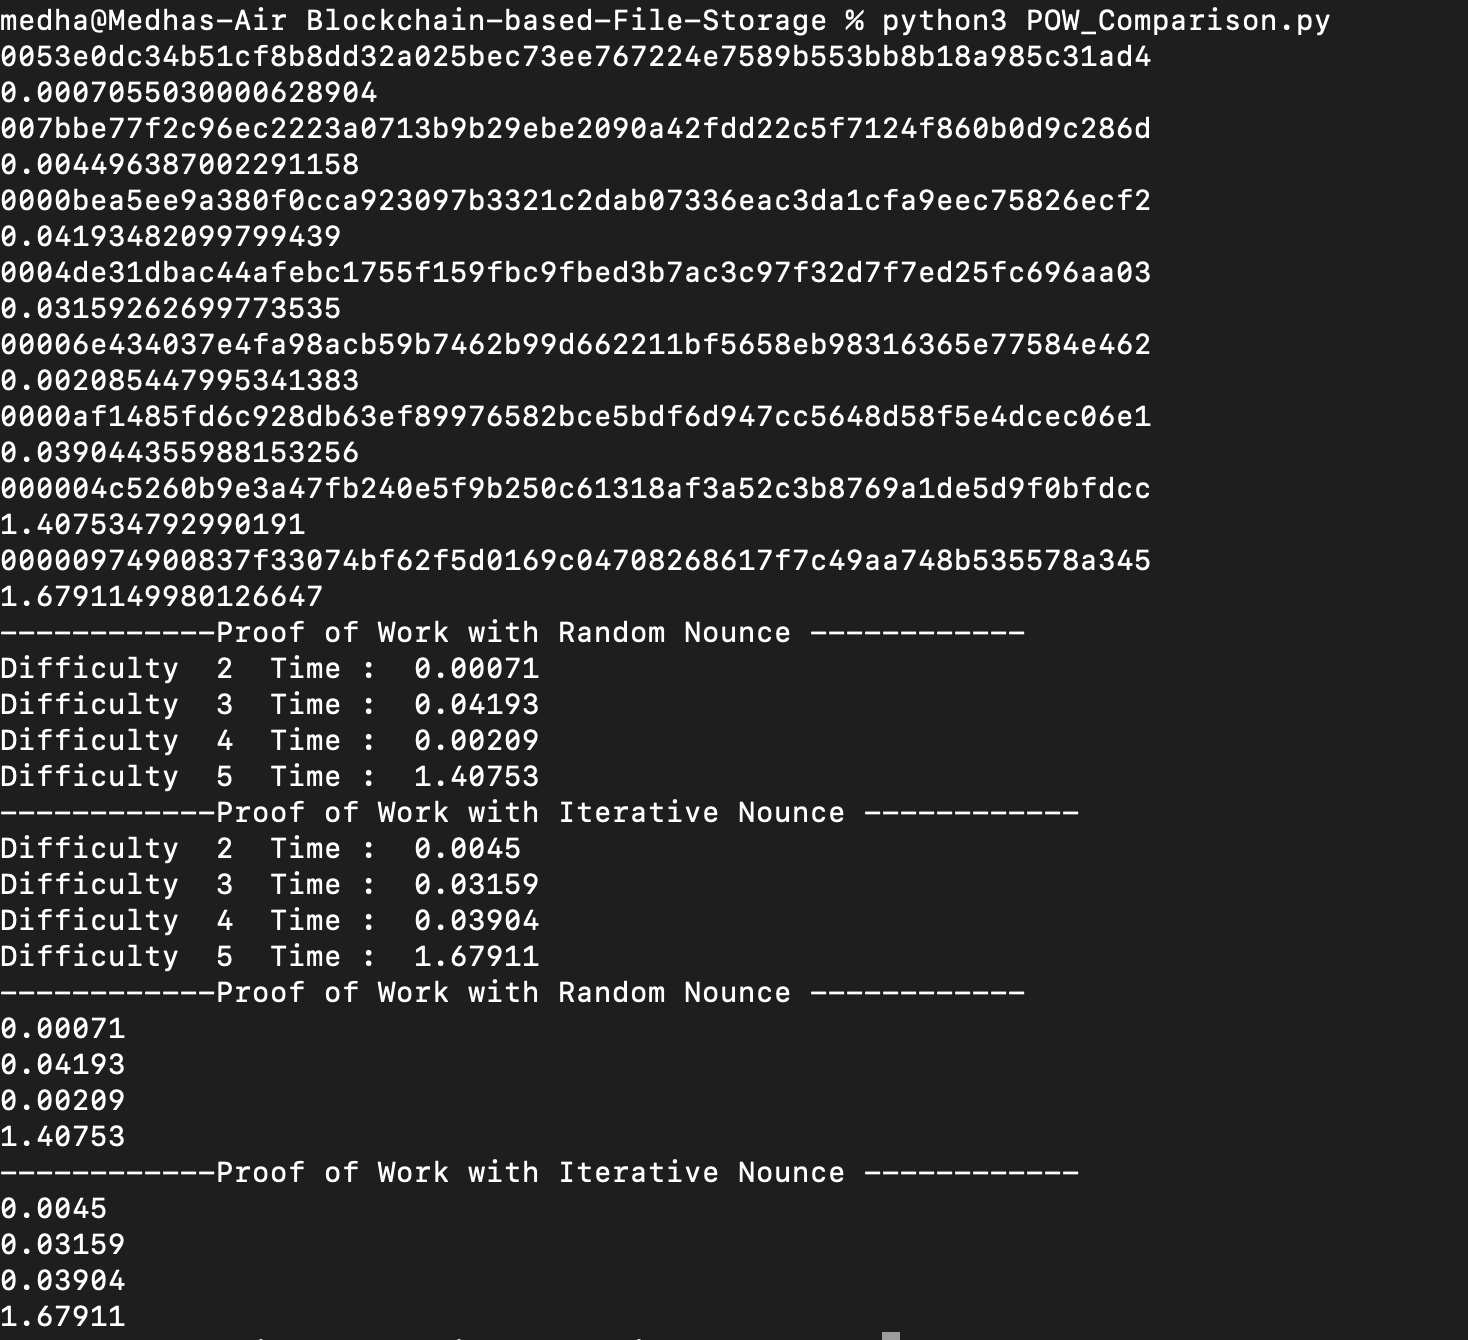 medha@Medhas-Air Blockchain-based-File-Storage % python3 POW_Comparison.py
0053e0dc34b51cf8b8dd32a025bec73ee767224e7589b553bb8b18a985c31ad4
0.0007055030000628904
007bbe77f2c96ec2223a0713b9b29ebe2090a42fdd22c5f7124f860b0d9c286d
0.004496387002291158
0000bea5ee9a380f0cca923097b3321c2dab07336eac3da1cfa9eec75826ecf2
0.04193482099799439
0004de31dbac44afebc1755f159fbc9fbed3b7ac3c97f32d7f7ed25fc696aa03
0.03159262699773535
00006e434037e4fa98acb59b7462b99d662211bf5658eb98316365e77584e462
0.002085447995341383
0000af1485fd6c928db63ef89976582bce5bdf6d947cc5648d58f5e4dcec06e1
0.039044355988153256
000004c5260b9e3a47fb240e5f9b250c61318af3a52c3b8769a1de5d9f0bfdcc
1.407534792990191
00000974900837f33074bf62f5d0169c04708268617f7c49aa748b535578a345
1.6791149980126647
------------Proof of Work with Random Nounce ------------
Difficulty  2  Time :  0.00071
Difficulty  3  Time :  0.04193
Difficulty  4  Time :  0.00209
Difficulty  5  Time :  1.40753
------------Proof of Work with Iterative Nounce ------------
Difficulty  2  Time :  0.0045
Difficulty  3  Time :  0.03159
Difficulty  4  Time :  0.03904
Difficulty  5  Time :  1.67911
------------Proof of Work with Random Nounce ------------
0.00071
0.04193
0.00209
1.40753
------------Proof of Work with Iterative Nounce ------------
0.0045
0.03159
0.03904
1.67911